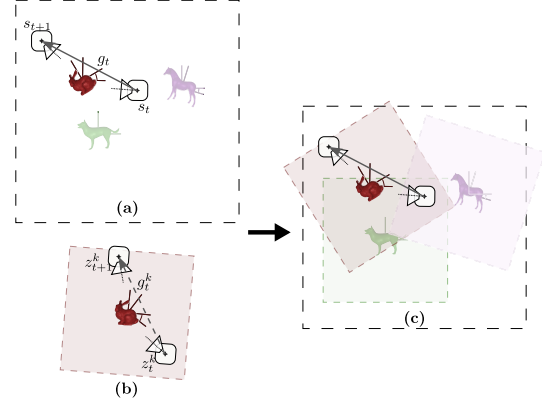 s_{t+1}
g_t
s_t
(a)
z^k_{t+1}
g^k_t
z^k_t
(b)
(c)